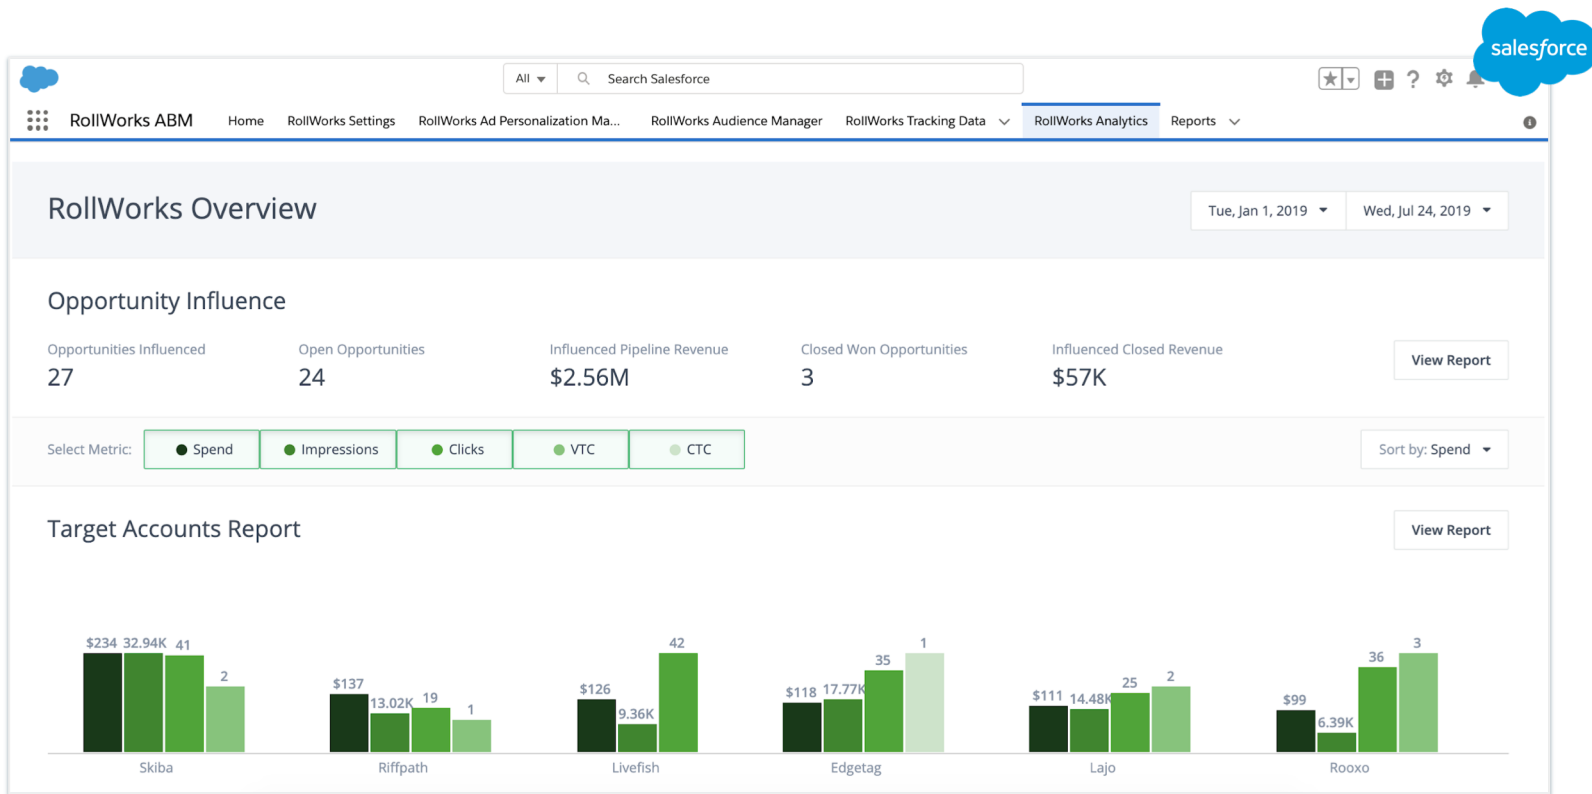 salesforce
All
Search Salesforce
RollWorks ABM Home RollWorks Settings RollWorks Ad Personalization Ma... RollWorks Audience Manager RollWorks Tracking Data RollWorks Analytics Reports
RollWorks Overview
Tue, Jan 1, 2019 Wed, Jul 24, 2019
Opportunity Influence
Opportunities Influenced Open Opportunities Influenced Pipeline Revenue Closed Won Opportunities Influenced Closed Revenue
27 24 $2.56M 3 $57K
View Report
Select Metric: Spend Impressions Clicks VTC CTC Sort by: Spend
Target Accounts Report
View Report
$234 32.94K 41 2 $137 13.02K 19 1 $126 9.36K 42 $118 17.77K 35 1 $111 14.48K 25 2 $99 6.39K 36 3
Skiba Riffpath Livefish Edgetag Lajo Rooxo